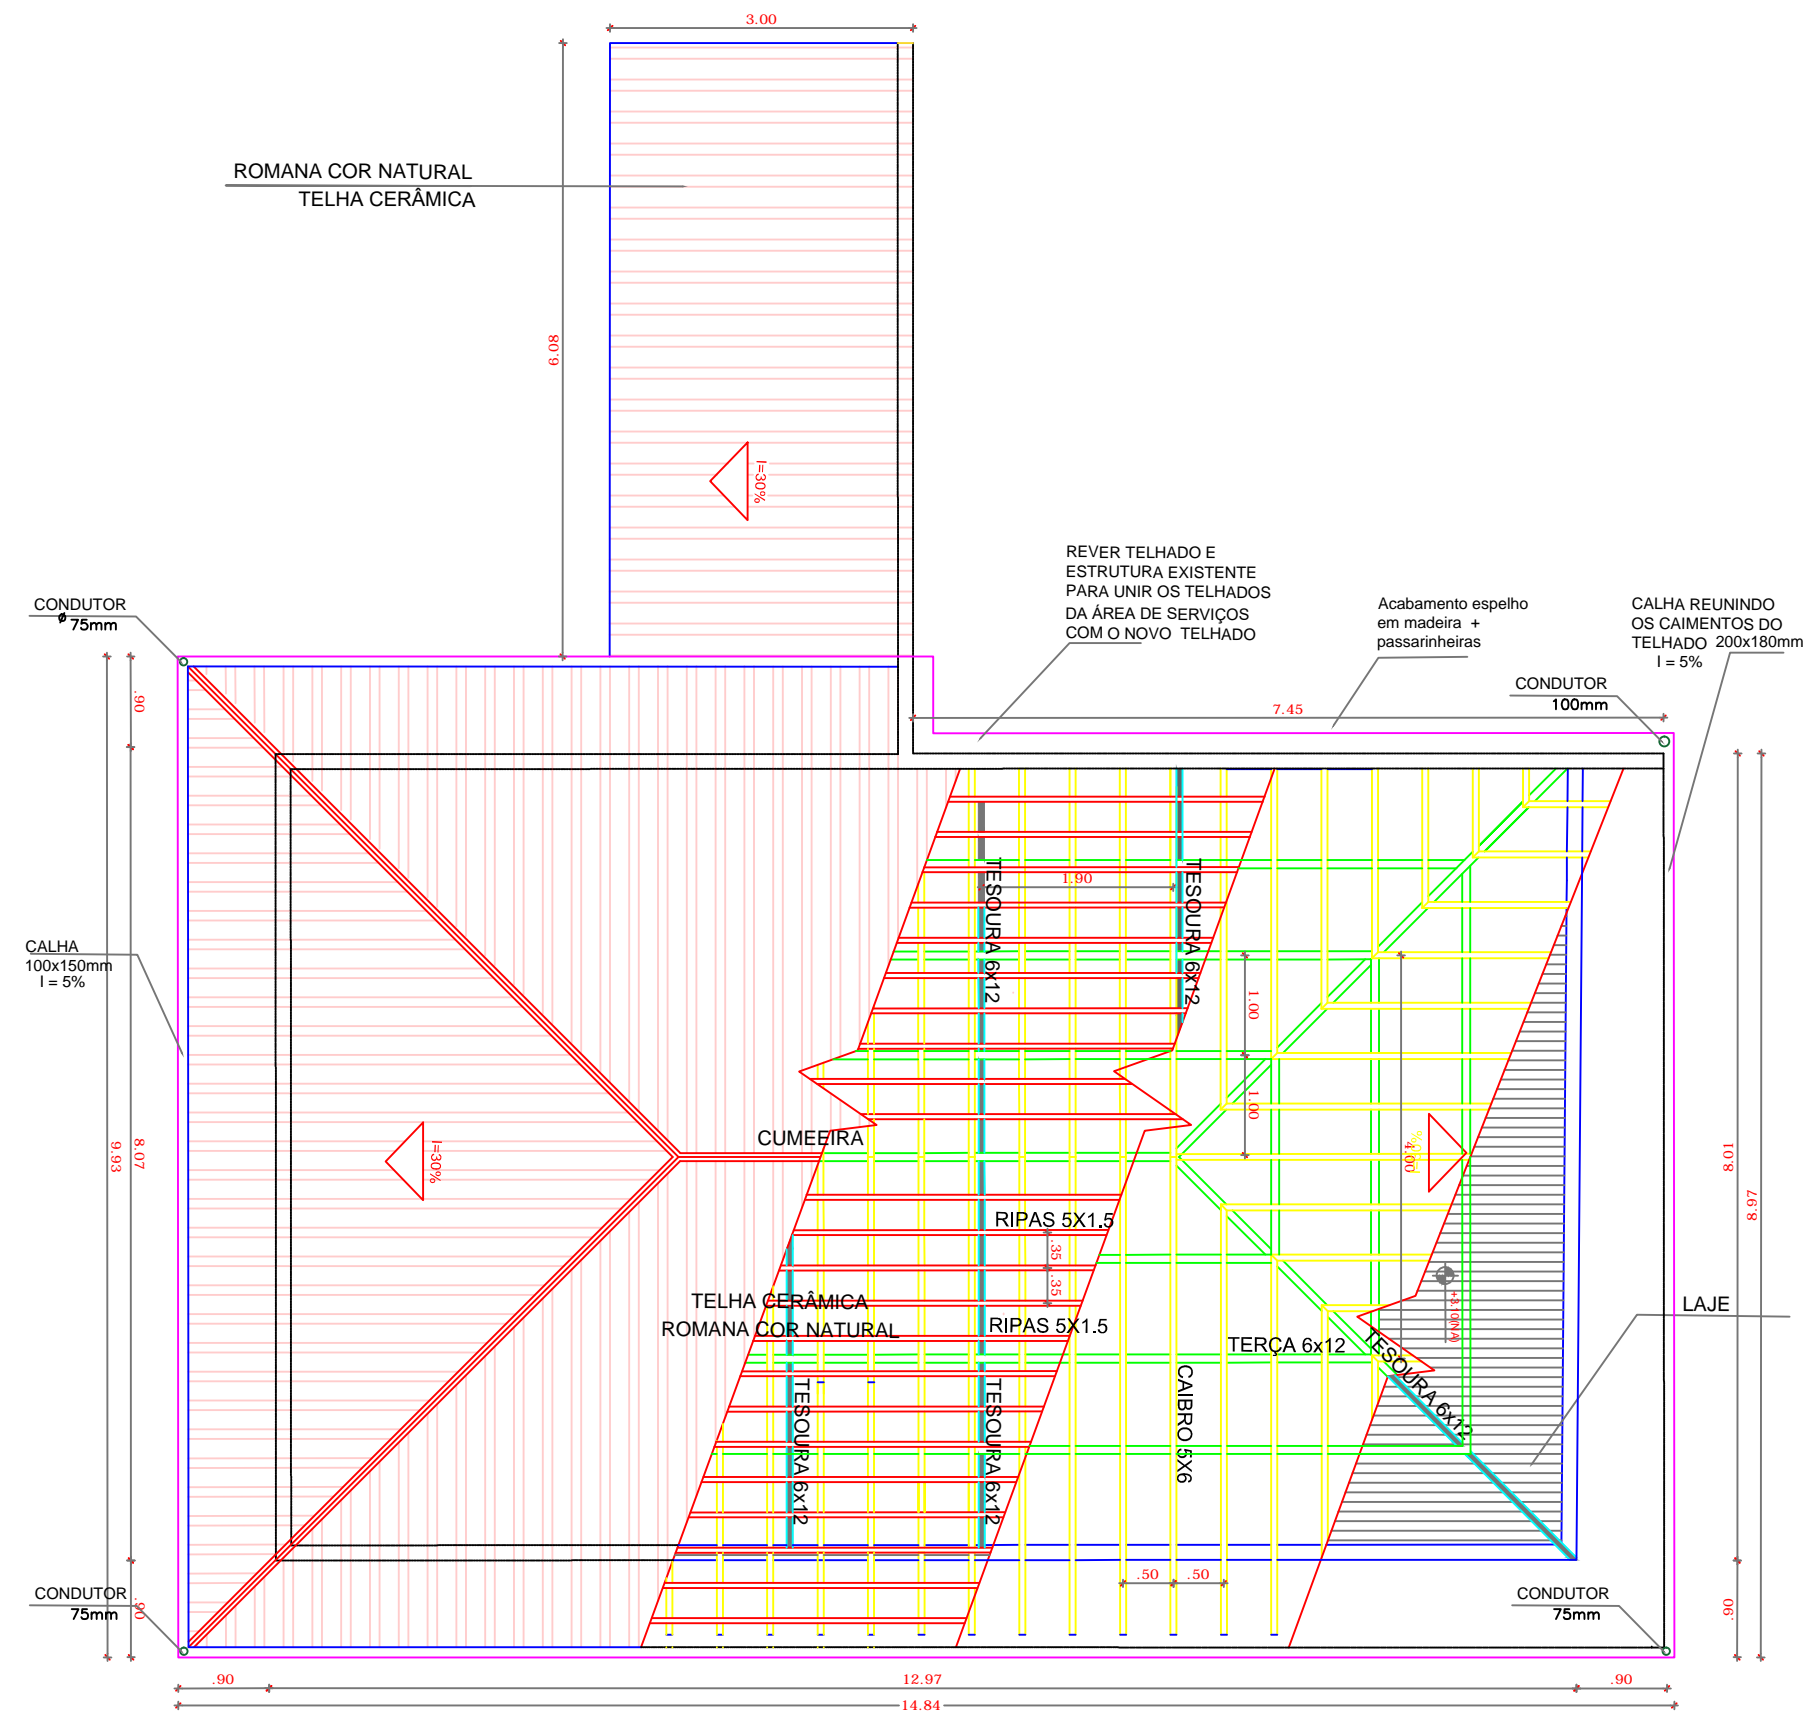 3.00
6.08
ROMANA COR NATURAL
TELHA CERÂMICA
I=30%
REVER TELHADO E
ESTRUTURA EXISTENTE
PARA UNIR OS TELHADOS
DA ÁREA DE SERVIÇOS
COM O NOVO TELHADO
Acabamento espelho
em madeira +
passarinheiras
CALHA REUNINDO
OS CAIMENTOS DO
TELHADO 200x180mm
I = 5%
CONDUTOR
ø 75mm
CONDUTOR
100mm
7.45
.90
8.07
9.93
.90
CALHA
100x150mm
I = 5%
I=30%
CUMEEIRA
TESOURA 6x12
1.90
TESOURA 6x12
1.00
1.00
4.00
8.01
8.97
.90
RIPAS 5X1.5
.35
.35
RIPAS 5X1.5
TELHA CERÂMICA
ROMANA COR NATURAL
+3.10(NA)
LAJE
TERÇA 6x12
TESOURA 6x12
CAIBRO 5X6
TESOURA 6x12
TESOURA 6x12
.50
.50
CONDUTOR
75mm
CONDUTOR
75mm
.90
12.97
.90
14.84